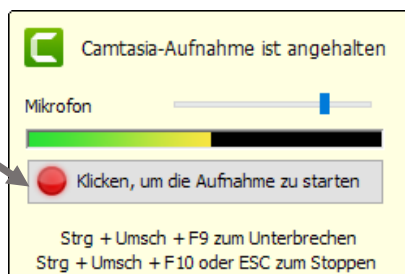 Camtasia-Aufnahme ist angehalten
Mikrofon
Klicken, um die Aufnahme zu starten
Strg + Umsch + F9 zum Unterbrechen
Strg + Umsch + F10 oder ESC zum Stoppen